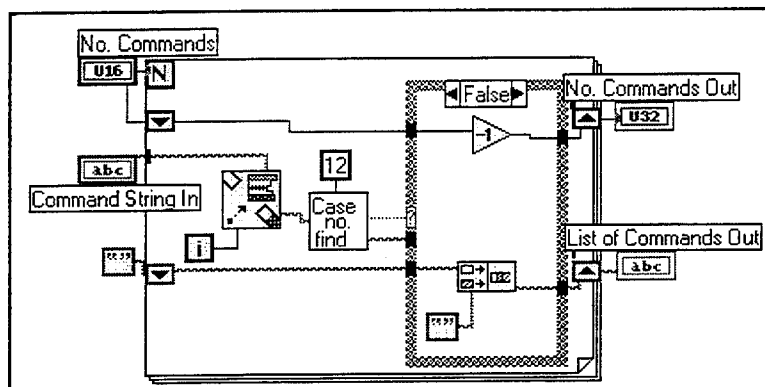 No. Commands
U16
N
False
No. Commands Out
U32
-1
abc
Command String In
12
Case
no.
find
?
i
List of Commands Out
abc
""
""